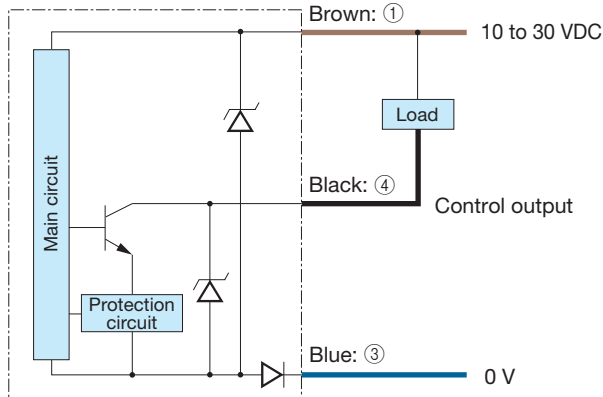 Brown: ①
10 to 30 VDC
Load
Main circuit
Black: ④
Control output
Protection
circuit
Blue: ③
0 V